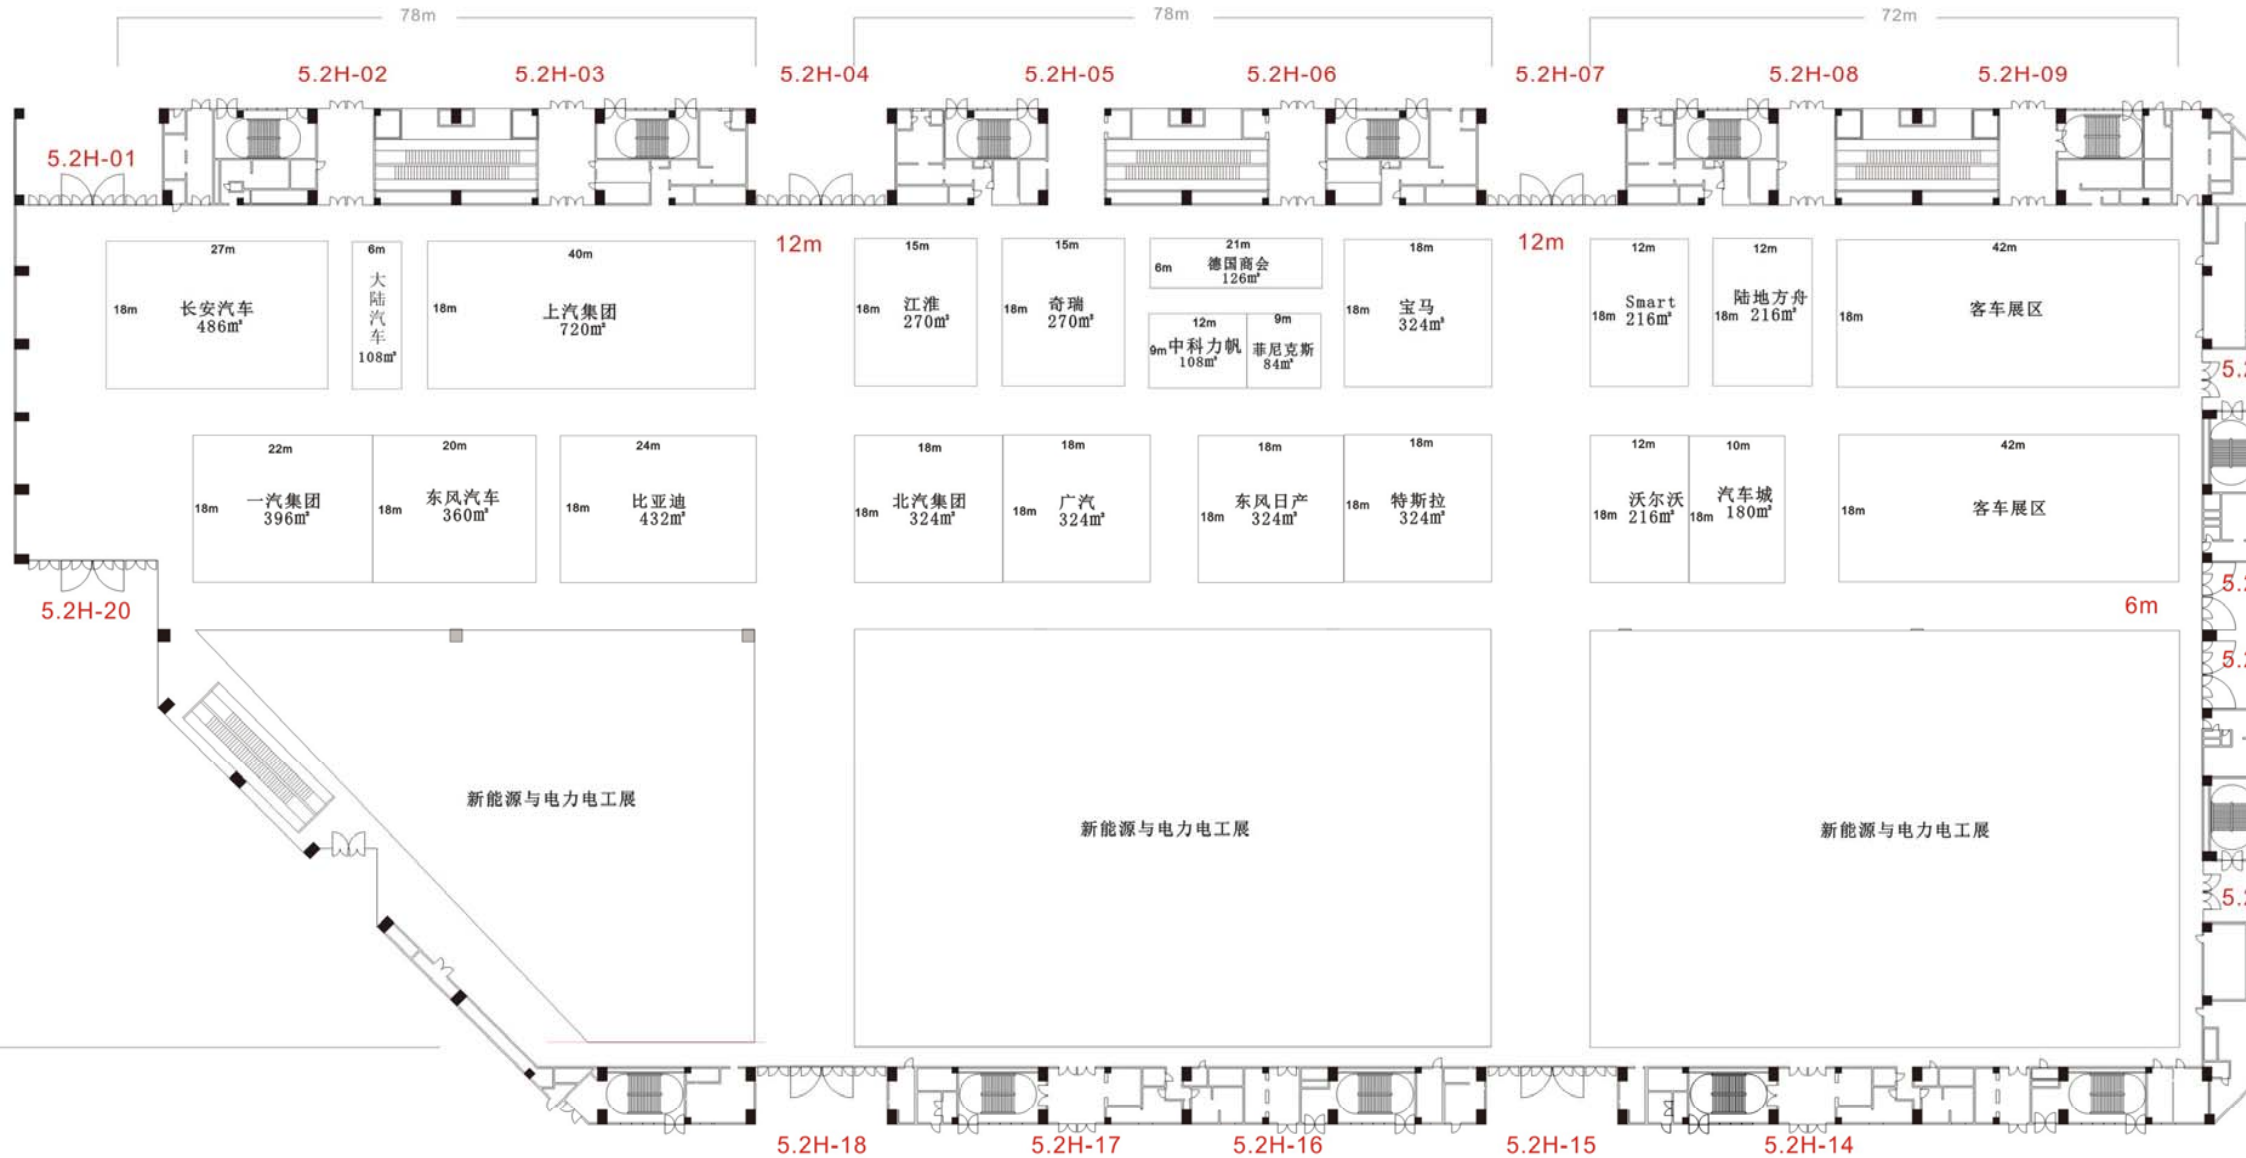 78m
78m
72m
5.2H-02
5.2H-03
5.2H-04
5.2H-05
5.2H-06
5.2H-07
5.2H-08
5.2H-09
5.2H-01
12m
12m
27m
18m
长安汽车
486m²
6m
大陆汽车
108m²
40m
18m
上汽集团
720m²
15m
18m
江淮
270m²
15m
18m
奇瑞
270m²
21m
6m
德国商会
126m²
12m
9m
中科力帆
108m²
9m
菲尼克斯
84m²
18m
18m
宝马
324m²
12m
18m
Smart
216m²
12m
18m
陆地方舟
216m²
42m
18m
客车展区
22m
18m
一汽集团
396m²
20m
18m
东风汽车
360m²
24m
18m
比亚迪
432m²
18m
18m
北汽集团
324m²
18m
18m
广汽
324m²
18m
18m
东风日产
324m²
18m
18m
特斯拉
324m²
12m
18m
沃尔沃
216m²
10m
18m
汽车城
180m²
42m
18m
客车展区
5.2H-20
6m
新能源与电力电工展
新能源与电力电工展
新能源与电力电工展
5.2H-18
5.2H-17
5.2H-16
5.2H-15
5.2H-14